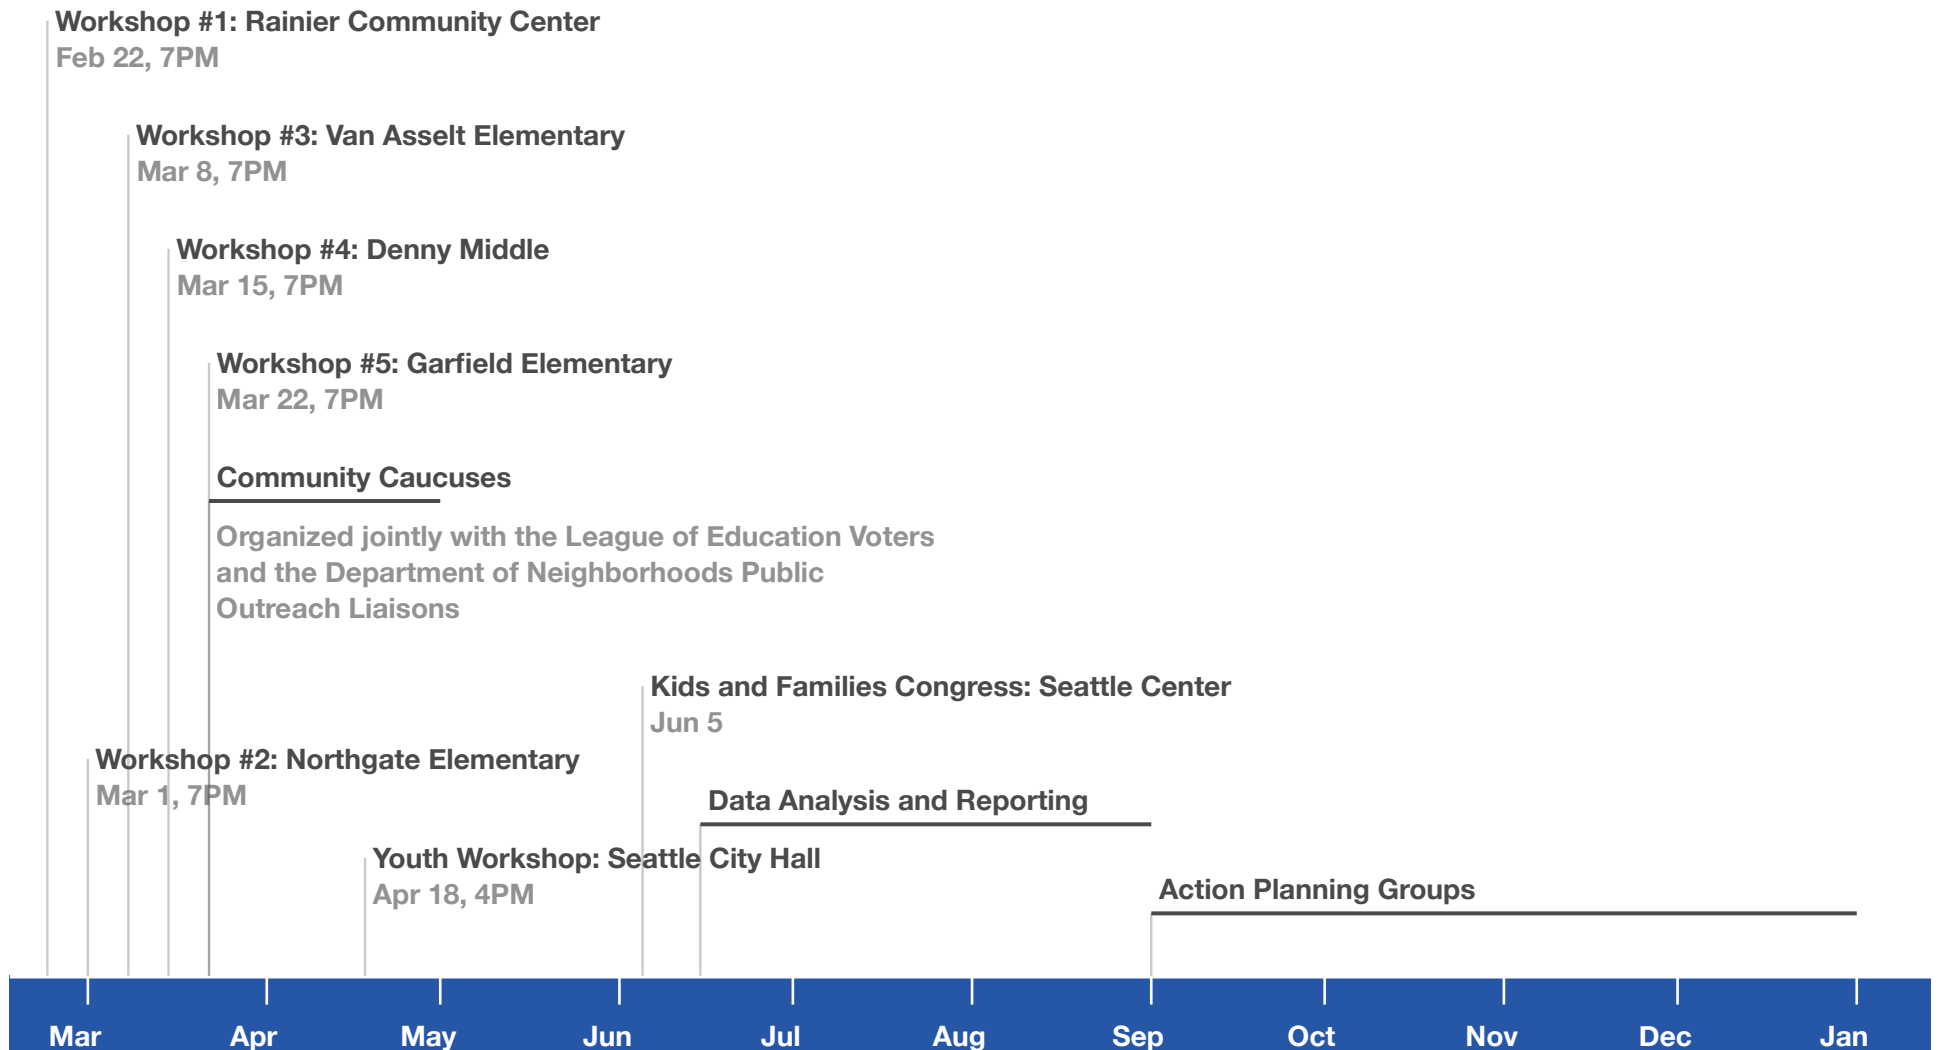 Workshop #1: Rainier Community Center
Feb 22, 7PM
Workshop #3: Van Asselt Elementary
Mar 8, 7PM
Workshop #4: Denny Middle
Mar 15, 7PM
Workshop #5: Garfield Elementary
Mar 22, 7PM
Community Caucuses
Organized jointly with the League of Education Voters
and the Department of Neighborhoods Public
Outreach Liaisons
Kids and Families Congress: Seattle Center
Jun 5
Workshop #2: Northgate Elementary
Mar 1, 7PM
Data Analysis and Reporting
Youth Workshop: Seattle City Hall
Apr 18, 4PM
Action Planning Groups
Mar Apr May Jun Jul Aug Sep Oct Nov Dec Jan